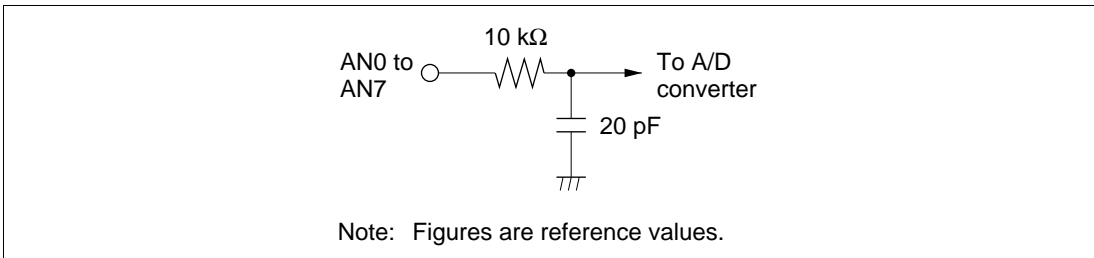 10 kΩ
AN0 to
AN7
To A/D
converter
20 pF
Note: Figures are reference values.